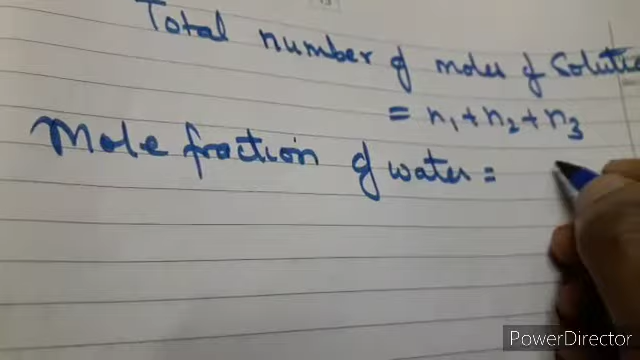 Total number of moles of Solutio
= n₁ + n₂ + n₃
Mole fraction of water =
PowerDirector